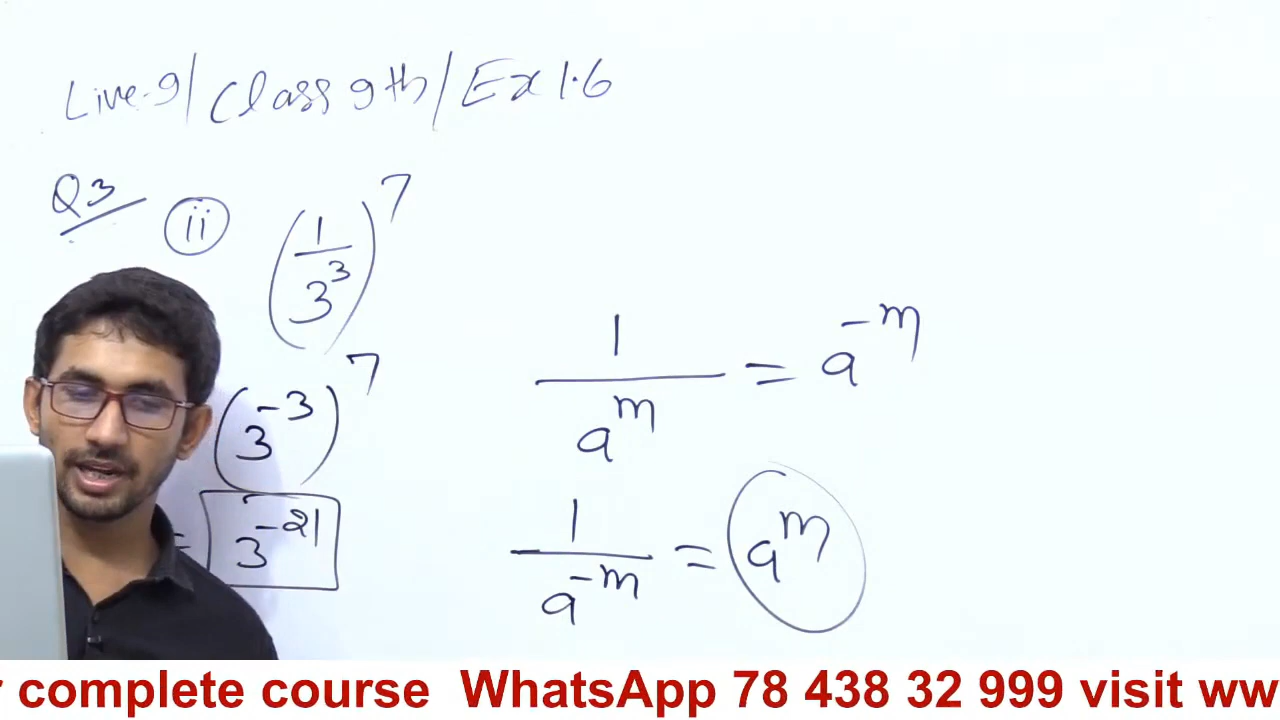 Live-9/Class 9th/Ex 1.6
Q3 ii (1/3³)⁷
(3⁻³)⁷
= 3⁻²¹
1/aᵐ = a⁻ᵐ
1/a⁻ᵐ = aᵐ
r complete course WhatsApp 78 438 32 999 visit ww